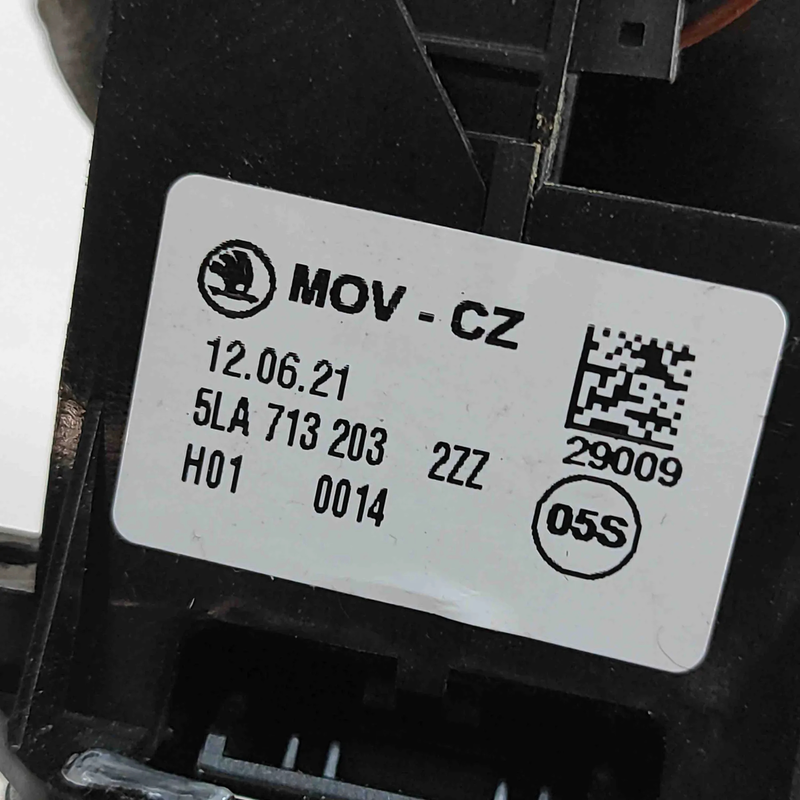 MOV - CZ
12.06.21
5LA 713 203 2ZZ
H01 0014
29009
05S